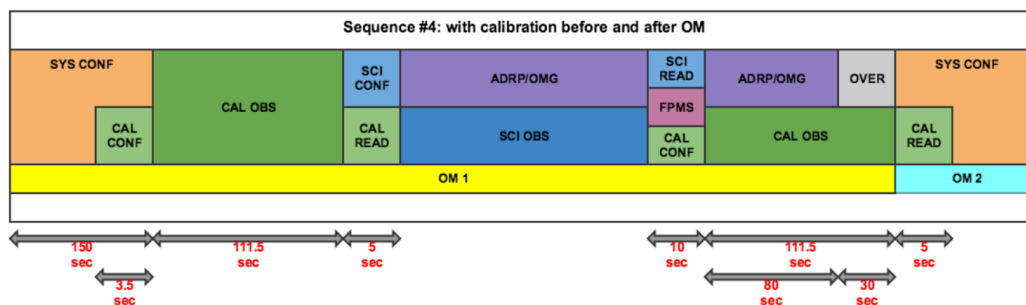 Sequence #4: with calibration before and after OM
SYS CONF
CAL
CONF
CAL OBS
SCI
CONF
CAL
READ
ADRP/OMG
SCI OBS
SCI
READ
FPMS
CAL
CONF
ADRP/OMG
OVER
CAL OBS
SYS CONF
CAL
READ
OM 1
OM 2
150
sec
111.5
sec
5
sec
10
sec
111.5
sec
5
sec
3.5
sec
80
sec
30
sec